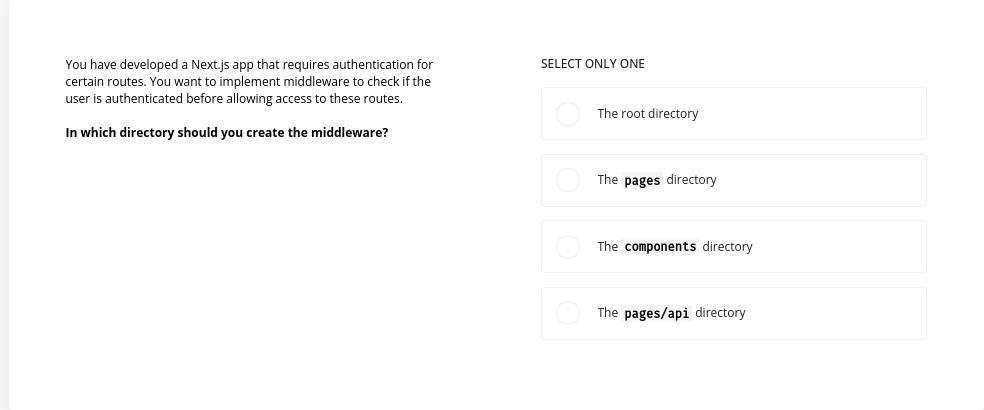 You have developed a Next.js app that requires authentication for
certain routes. You want to implement middleware to check if the
user is authenticated before allowing access to these routes.
In which directory should you create the middleware?
SELECT ONLY ONE
The root directory
The pages directory
The components directory
The pages/api directory